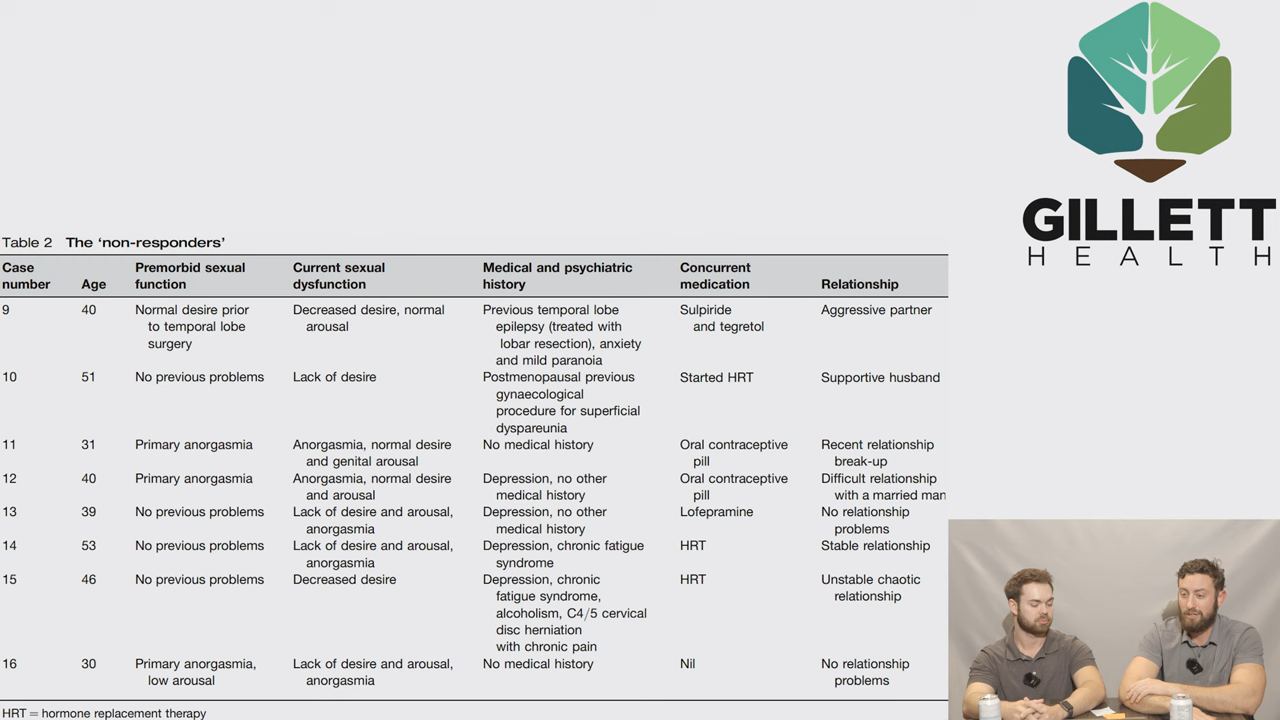 GILLETT
HEALTH
Table 2 The ‘non-responders’
Case number Age Premorbid sexual function Current sexual dysfunction Medical and psychiatric history Concurrent medication Relationship
9 40 Normal desire prior to temporal lobe surgery Decreased desire, normal arousal Previous temporal lobe epilepsy (treated with lobar resection), anxiety and mild paranoia Sulpiride and tegretol Aggressive partner
10 51 No previous problems Lack of desire Postmenopausal previous gynaecological procedure for superficial dyspareunia Started HRT Supportive husband
11 31 Primary anorgasmia Anorgasmia, normal desire and genital arousal No medical history Oral contraceptive pill Recent relationship break-up
12 40 Primary anorgasmia Anorgasmia, normal desire and arousal Depression, no other medical history Oral contraceptive pill Difficult relationship with a married man
13 39 No previous problems Lack of desire and arousal, anorgasmia Depression, no other medical history Lofepramine No relationship problems
14 53 No previous problems Lack of desire and arousal, anorgasmia Depression, chronic fatigue syndrome HRT Stable relationship
15 46 No previous problems Decreased desire Depression, chronic fatigue syndrome, alcoholism, C4/5 cervical disc herniation with chronic pain HRT Unstable chaotic relationship
16 30 Primary anorgasmia, low arousal Lack of desire and arousal, anorgasmia No medical history Nil No relationship problems
HRT = hormone replacement therapy